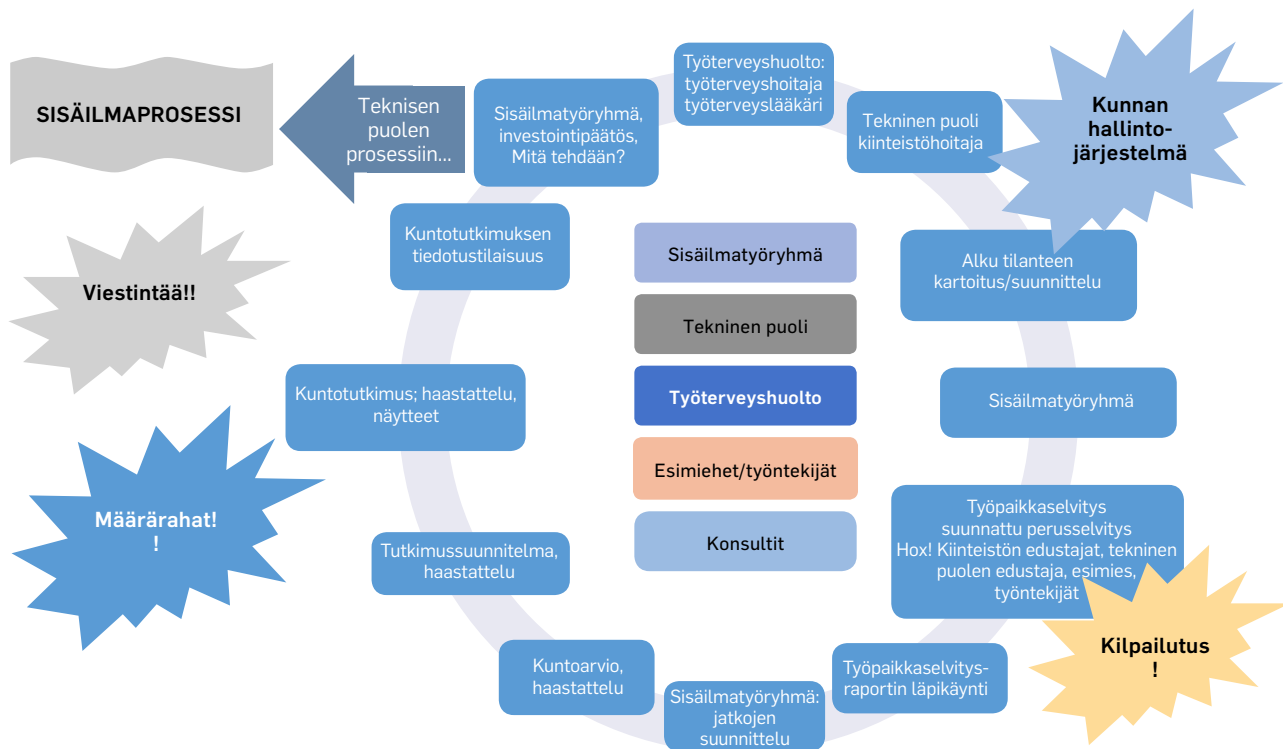 SISÄILMAPROSESSI
Teknisen
puolen
prosessiin...
Sisäilmatyöryhmä,
investointipäätös,
Mitä tehdään?
Työterveyshuolto:
työterveyshoitaja
työterveyslääkäri
Tekninen puoli
kiinteistöhoitaja
Kunnan
hallinto-
järjestelmä
Alku tilanteen
kartoitus/suunnittelu
Sisäilmatyöryhmä
Työpaikkaselvitys
suunnattu perusselvitys
Hox! Kiinteistön edustajat, tekninen
puolen edustaja, esimies,
työntekijät
Kilpailutus
!
Työpaikkaselvitys-
raportin läpikäynti
Sisäilmatyöryhmä:
jatkojen
suunnittelu
Kuntoarvio,
haastattelu
Tutkimussuunnitelma,
haastattelu
Kuntotutkimus; haastattelu,
näytteet
Kuntotutkimuksen
tiedotustilaisuus
Viestintää!!
Määrärahat!
!
Sisäilmatyöryhmä
Tekninen puoli
Työterveyshuolto
Esimiehet/työntekijät
Konsultit